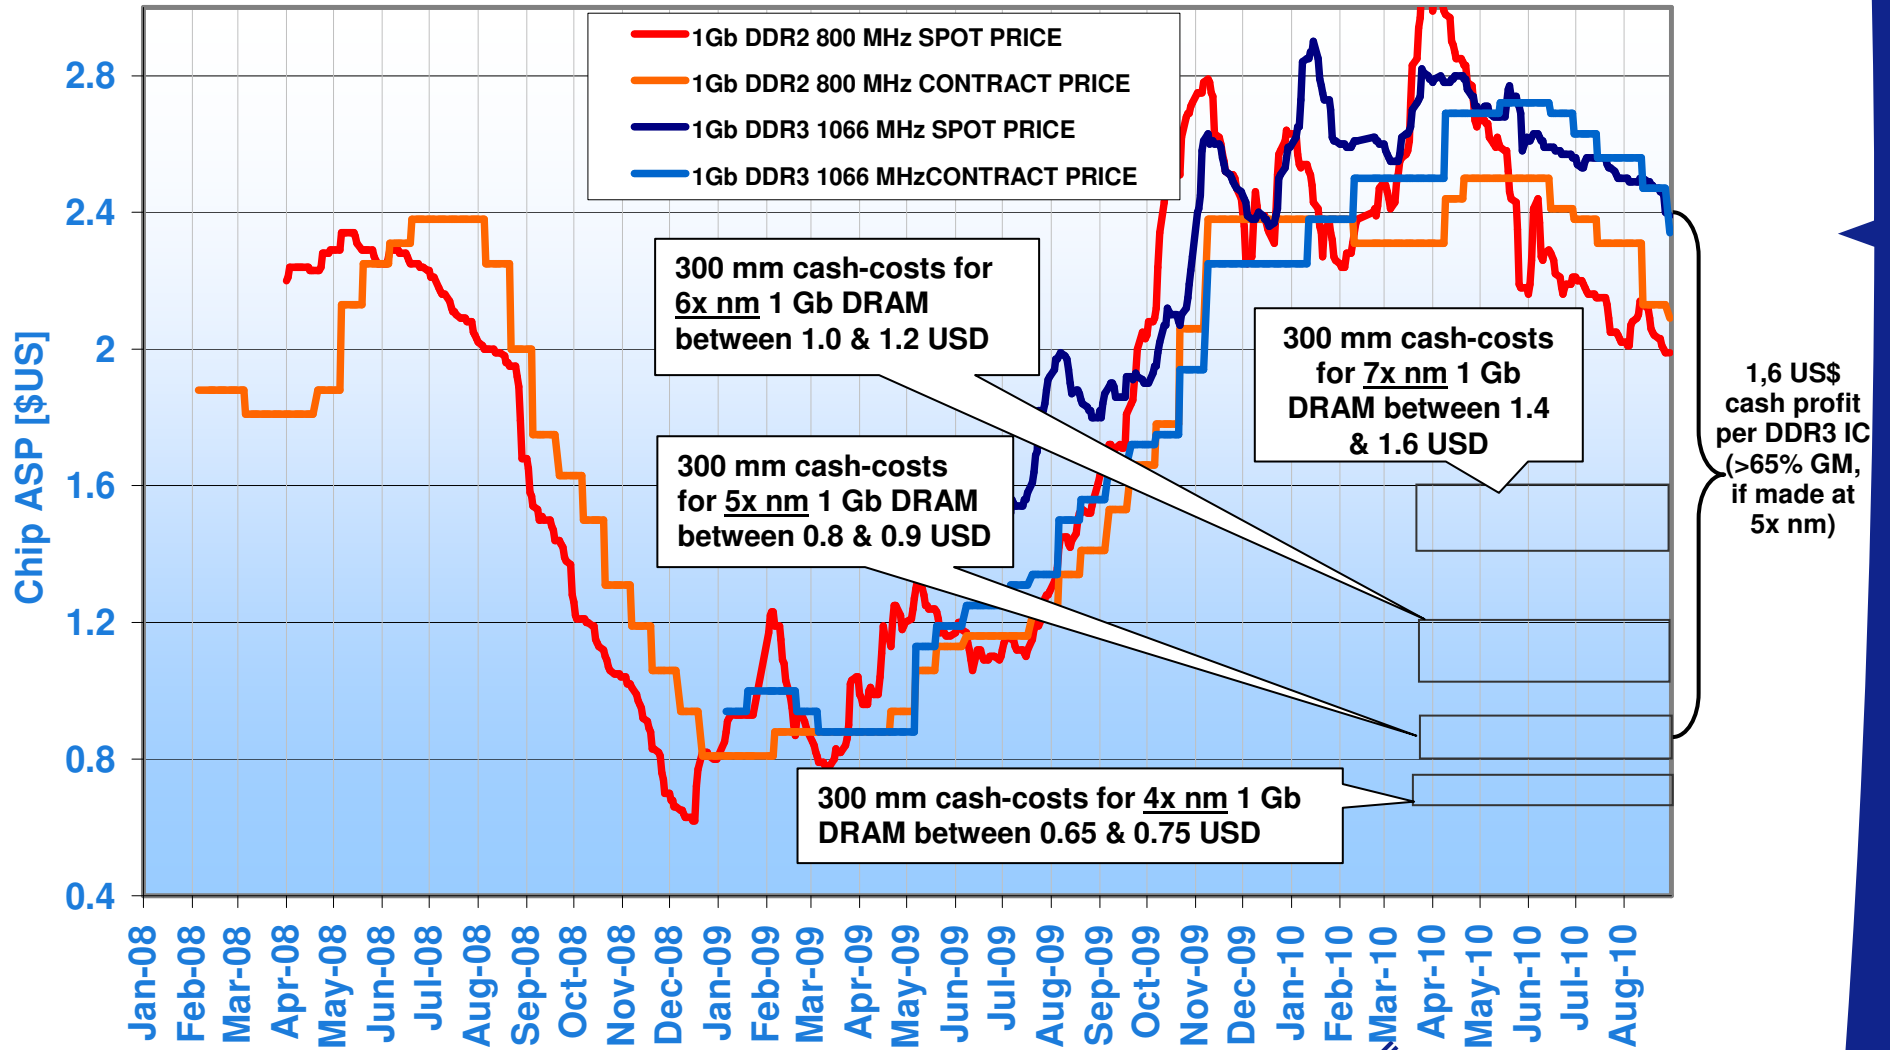 1Gb DDR2 800 MHz SPOT PRICE
1Gb DDR2 800 MHz CONTRACT PRICE
1Gb DDR3 1066 MHz SPOT PRICE
1Gb DDR3 1066 MHzCONTRACT PRICE
Chip ASP [$US]
2.8
2.4
2
1.6
1.2
0.8
0.4
300 mm cash-costs for
6x nm 1 Gb DRAM
between 1.0 & 1.2 USD
300 mm cash-costs
for 7x nm 1 Gb
DRAM between 1.4
& 1.6 USD
300 mm cash-costs
for 5x nm 1 Gb DRAM
between 0.8 & 0.9 USD
300 mm cash-costs for 4x nm 1 Gb
DRAM between 0.65 & 0.75 USD
1,6 US$
cash profit
per DDR3 IC
(>65% GM,
if made at
5x nm)
Jan-08
Feb-08
Mar-08
Apr-08
May-08
Jun-08
Jul-08
Aug-08
Sep-08
Oct-08
Nov-08
Dec-08
Jan-09
Feb-09
Mar-09
Apr-09
May-09
Jun-09
Jul-09
Aug-09
Sep-09
Oct-09
Nov-09
Dec-09
Jan-10
Feb-10
Mar-10
Apr-10
May-10
Jun-10
Jul-10
Aug-10